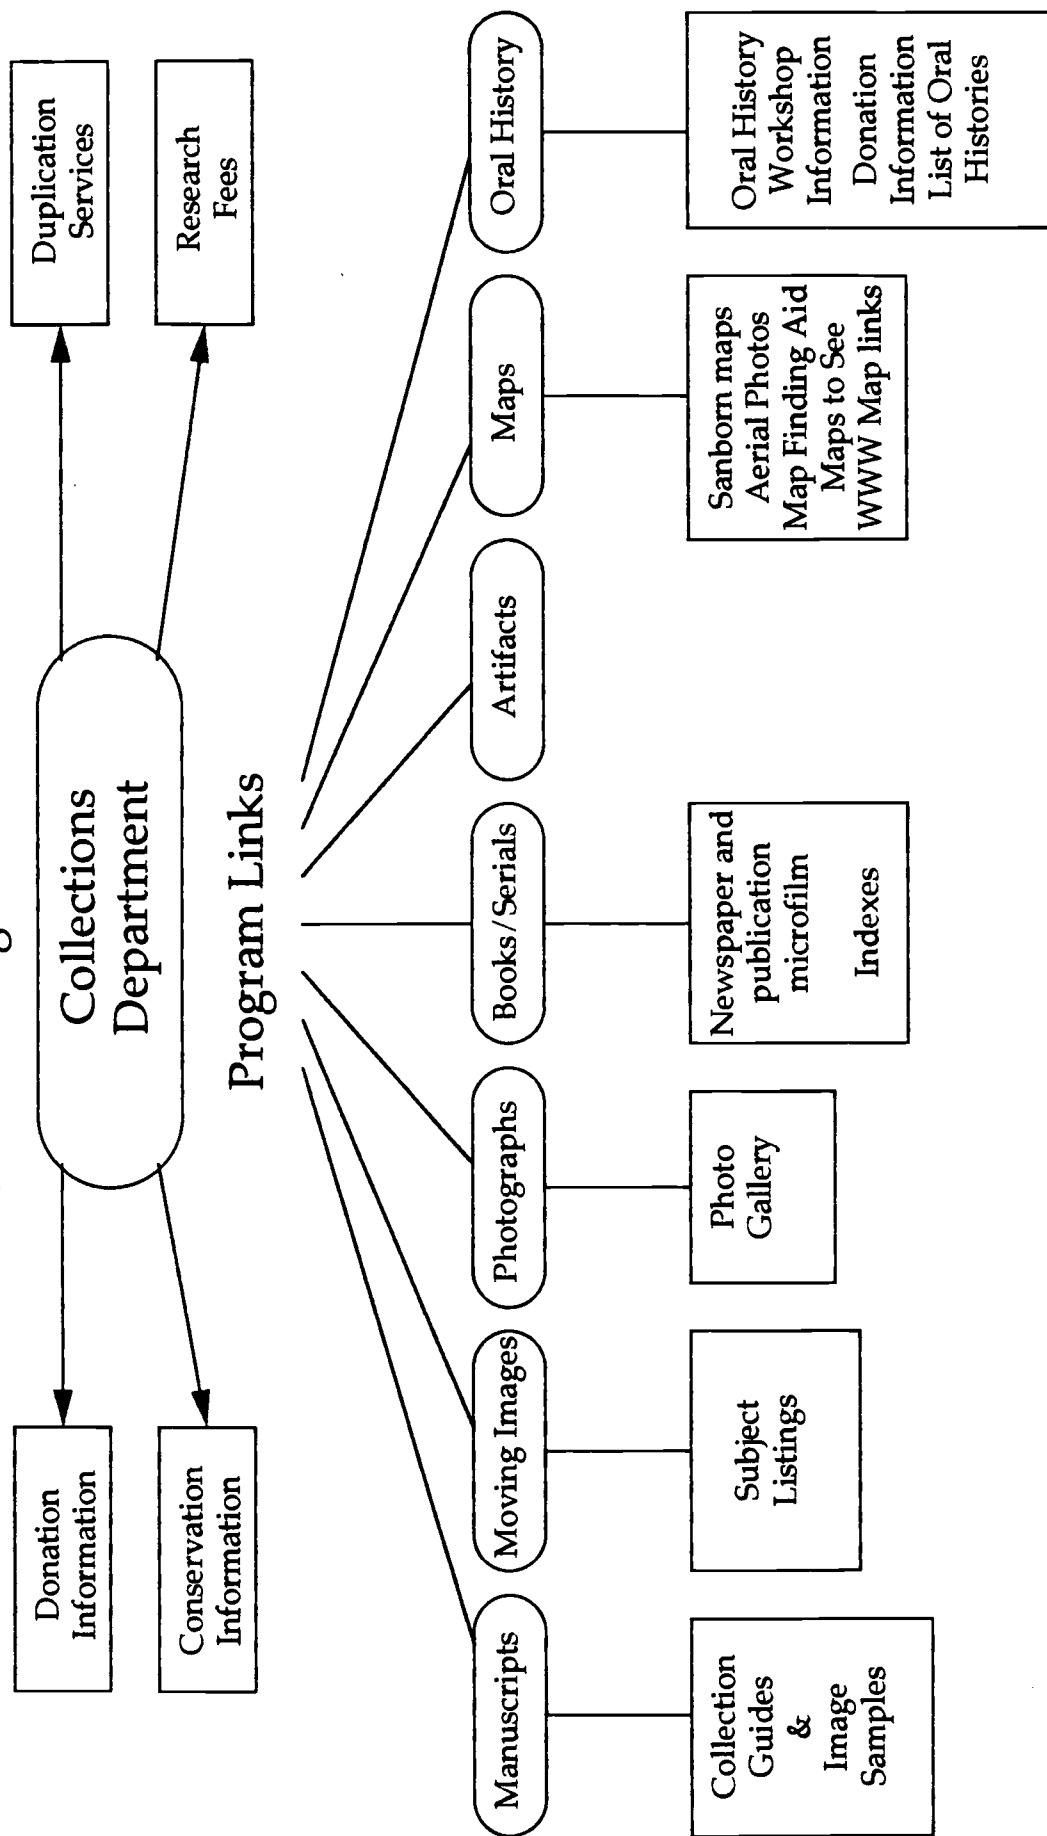 Collections
Department
Donation
Information
Conservation
Information
Duplication
Services
Research
Fees
Program Links
Manuscripts
Moving Images
Photographs
Books/Serials
Artifacts
Maps
Oral History
Collection
Guides
&
Image
Samples
Subject
Listings
Photo
Gallery
Newspaper and
publication
microfilm
Indexes
Sanborn maps
Aerial Photos
Map Finding Aid
Maps to See
WWW Map links
Oral History
Workshop
Information
Donation
Information
List of Oral
Histories